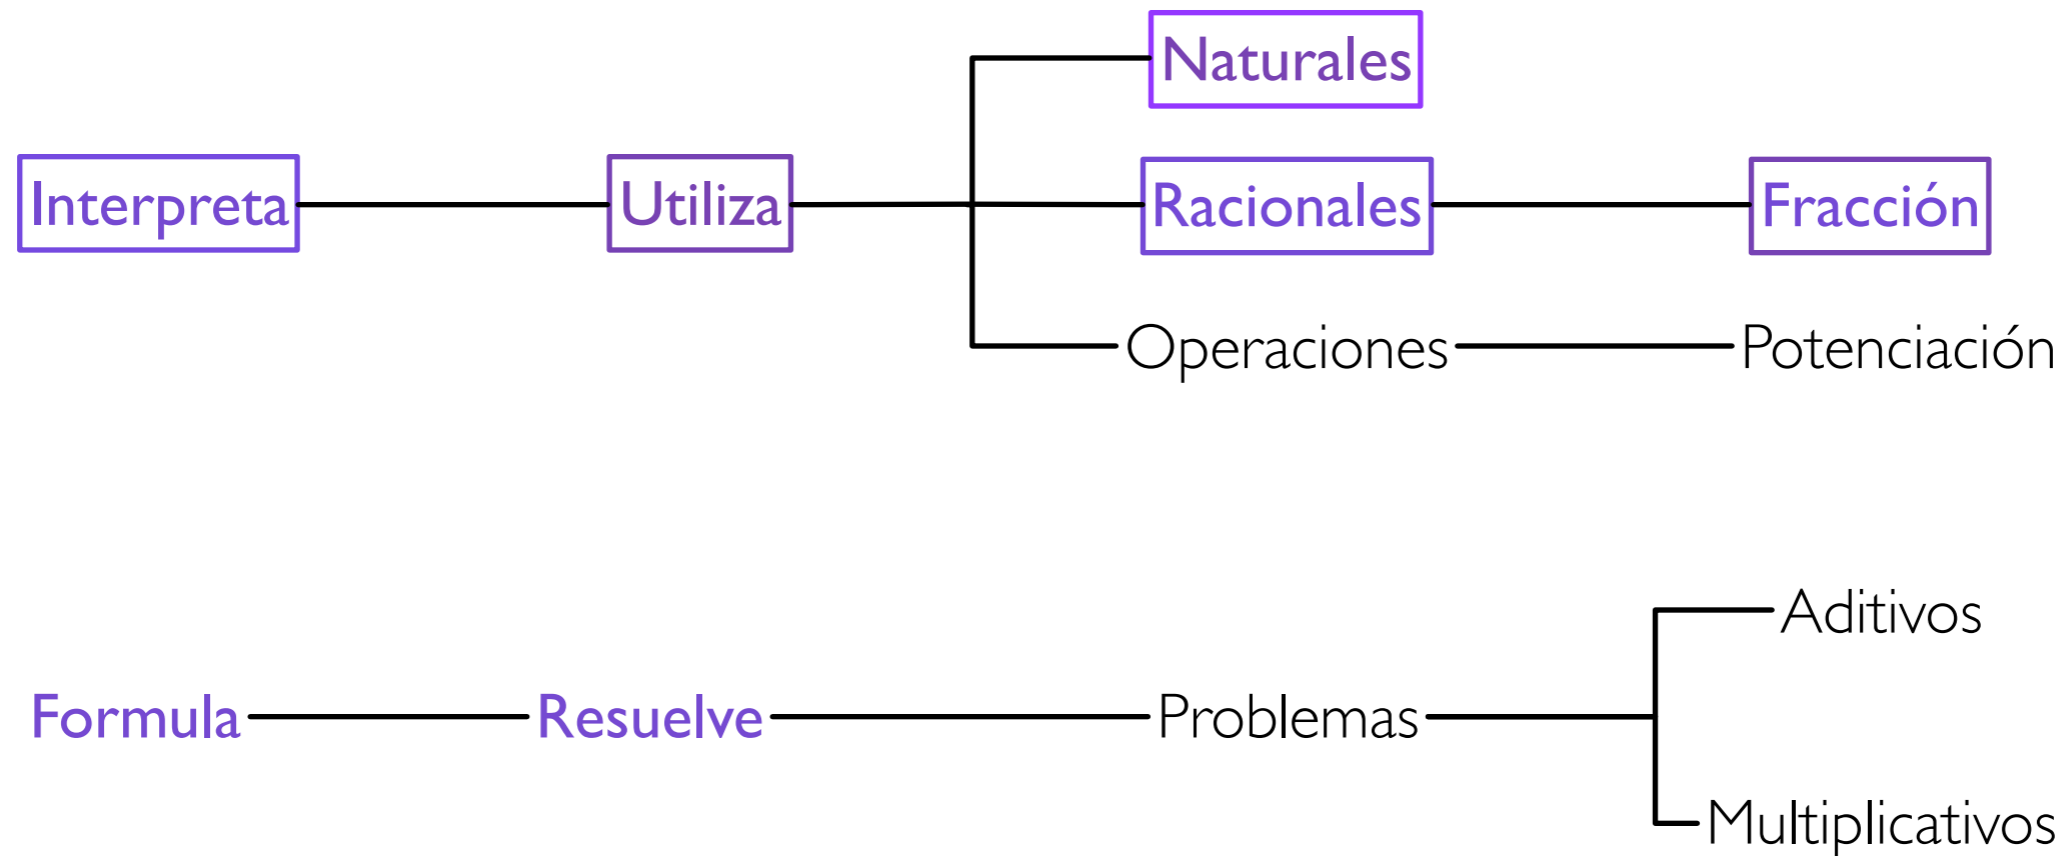 Naturales
Interpreta Utiliza Racionales Fracción
Operaciones Potenciación
Aditivos
Formula Resuelve Problemas
Multiplicativos